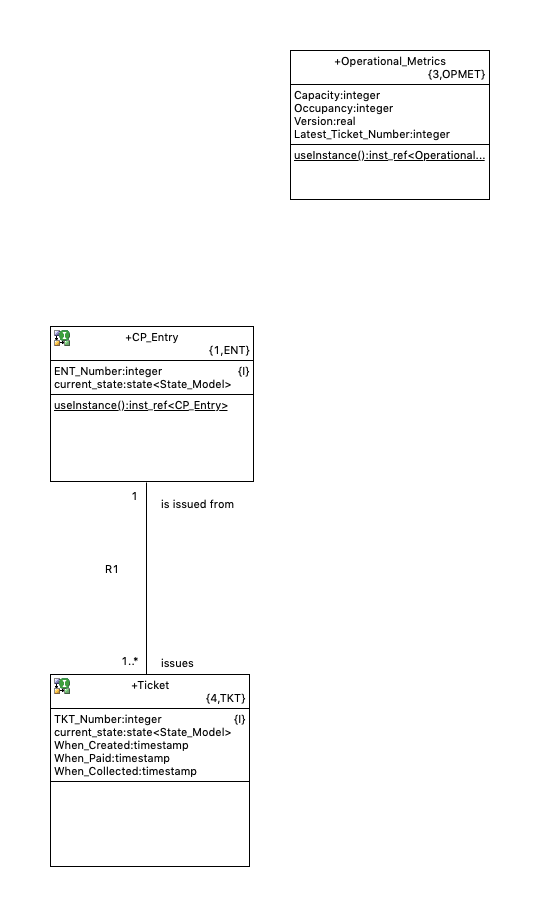 +Operational_Metrics
{3,OPMET}
Capacity:integer
Occupancy:integer
Version:real
Latest_Ticket_Number:integer
useInstance():inst_ref<Operational...
+CP_Entry
{1,ENT}
ENT_Number:integer {I}
current_state:state<State_Model>
useInstance():inst_ref<CP_Entry>
1
is issued from
R1
1..*
issues
+Ticket
{4,TKT}
TKT_Number:integer {I}
current_state:state<State_Model>
When_Created:timestamp
When_Paid:timestamp
When_Collected:timestamp